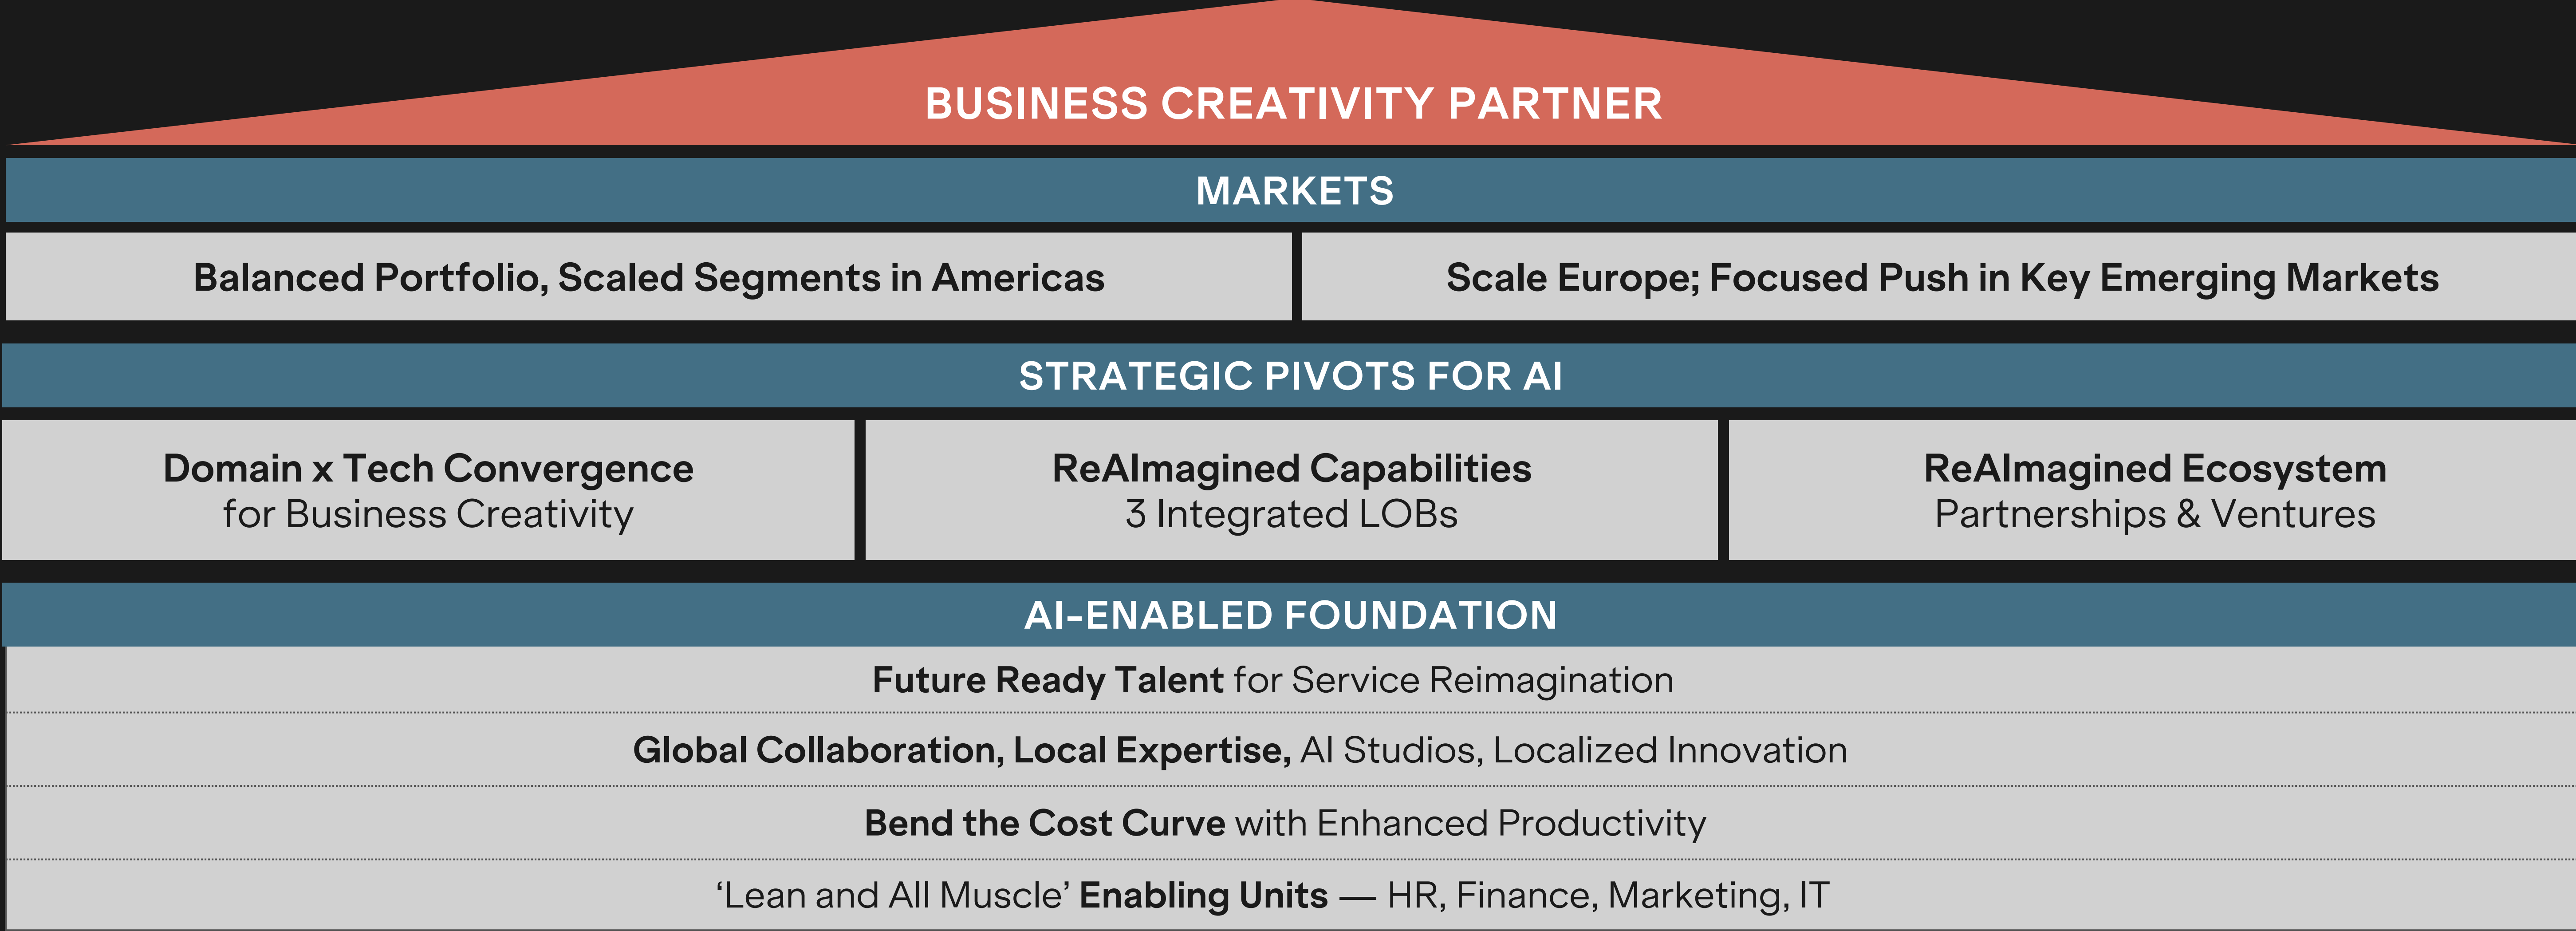 BUSINESS CREATIVITY PARTNER
MARKETS
Balanced Portfolio, Scaled Segments in Americas
Scale Europe; Focused Push in Key Emerging Markets
STRATEGIC PIVOTS FOR AI
Domain x Tech Convergence
for Business Creativity
ReAImagined Capabilities
3 Integrated LOBs
ReAImagined Ecosystem
Partnerships & Ventures
AI-ENABLED FOUNDATION
Future Ready Talent for Service Reimagination
Global Collaboration, Local Expertise, AI Studios, Localized Innovation
Bend the Cost Curve with Enhanced Productivity
‘Lean and All Muscle’ Enabling Units — HR, Finance, Marketing, IT